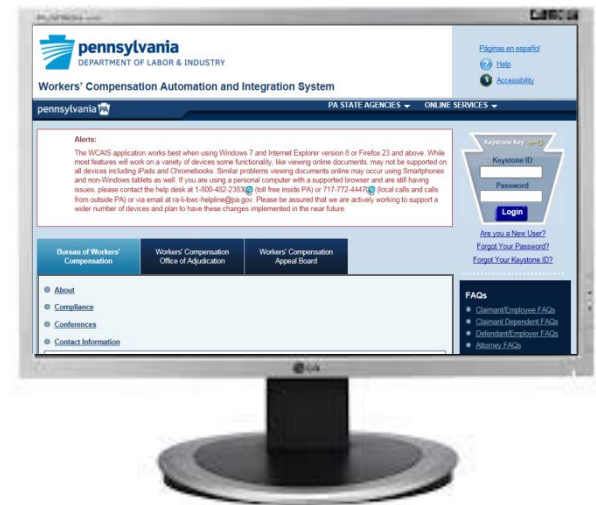 pennsylvania
DEPARTMENT OF LABOR & INDUSTRY
Workers' Compensation Automation and Integration System
Páginas en español
Help
Accessibility
pennsylvania PA
PA STATE AGENCIES
ONLINE SERVICES
Alerts:
The WCAIS application works best when using Windows 7 and Internet Explorer version 8 or Firefox 23 and above. While
most features will work on a variety of devices some functionality, like viewing online documents, may not be supported on
all devices including iPads and Chromebooks. Similar problems viewing documents online may occur using Smartphones
and non-Windows tablets as well. If you are using a personal computer with a supported browser and are still having
issues, please contact the help desk at 1-800-482-2383 (toll free inside PA) or 717-772-4447 (local calls and calls
from outside PA) or via email at ra-li-bwc-helpline@pa.gov. Please be assured that we are actively working to support a
wider number of devices and plan to have these changes implemented in the near future.
Keystone Key
Keystone ID
Password
Login
Are you a New User?
Forgot Your Password?
Forgot Your Keystone ID?
Bureau of Workers'
Compensation
Workers' Compensation
Office of Adjudication
Workers' Compensation
Appeal Board
About
Compliance
Conferences
Contact Information
FAQs
Claimant/Employee FAQs
Claimant Dependent FAQs
Defendant/Employer FAQs
Attorney FAQs
LG